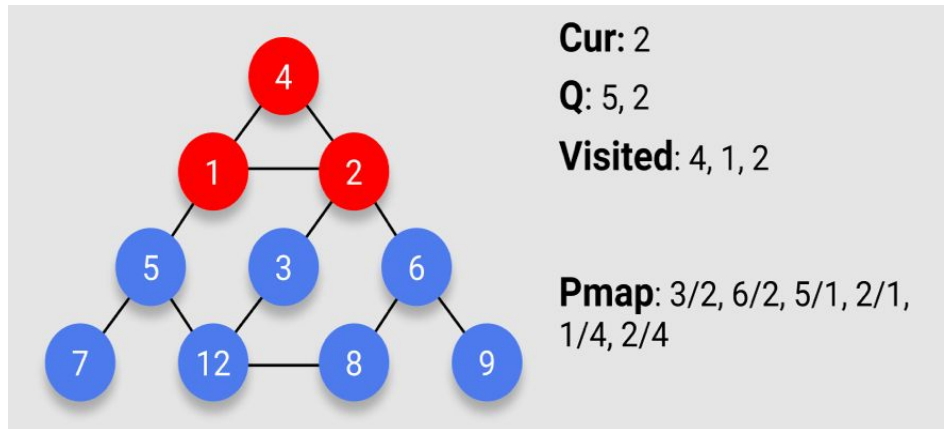 4
Cur: 2
Q: 5, 2
1 2
Visited: 4, 1, 2
5 3 6
Pmap: 3/2, 6/2, 5/1, 2/1,
1/4, 2/4
7 12 8 9